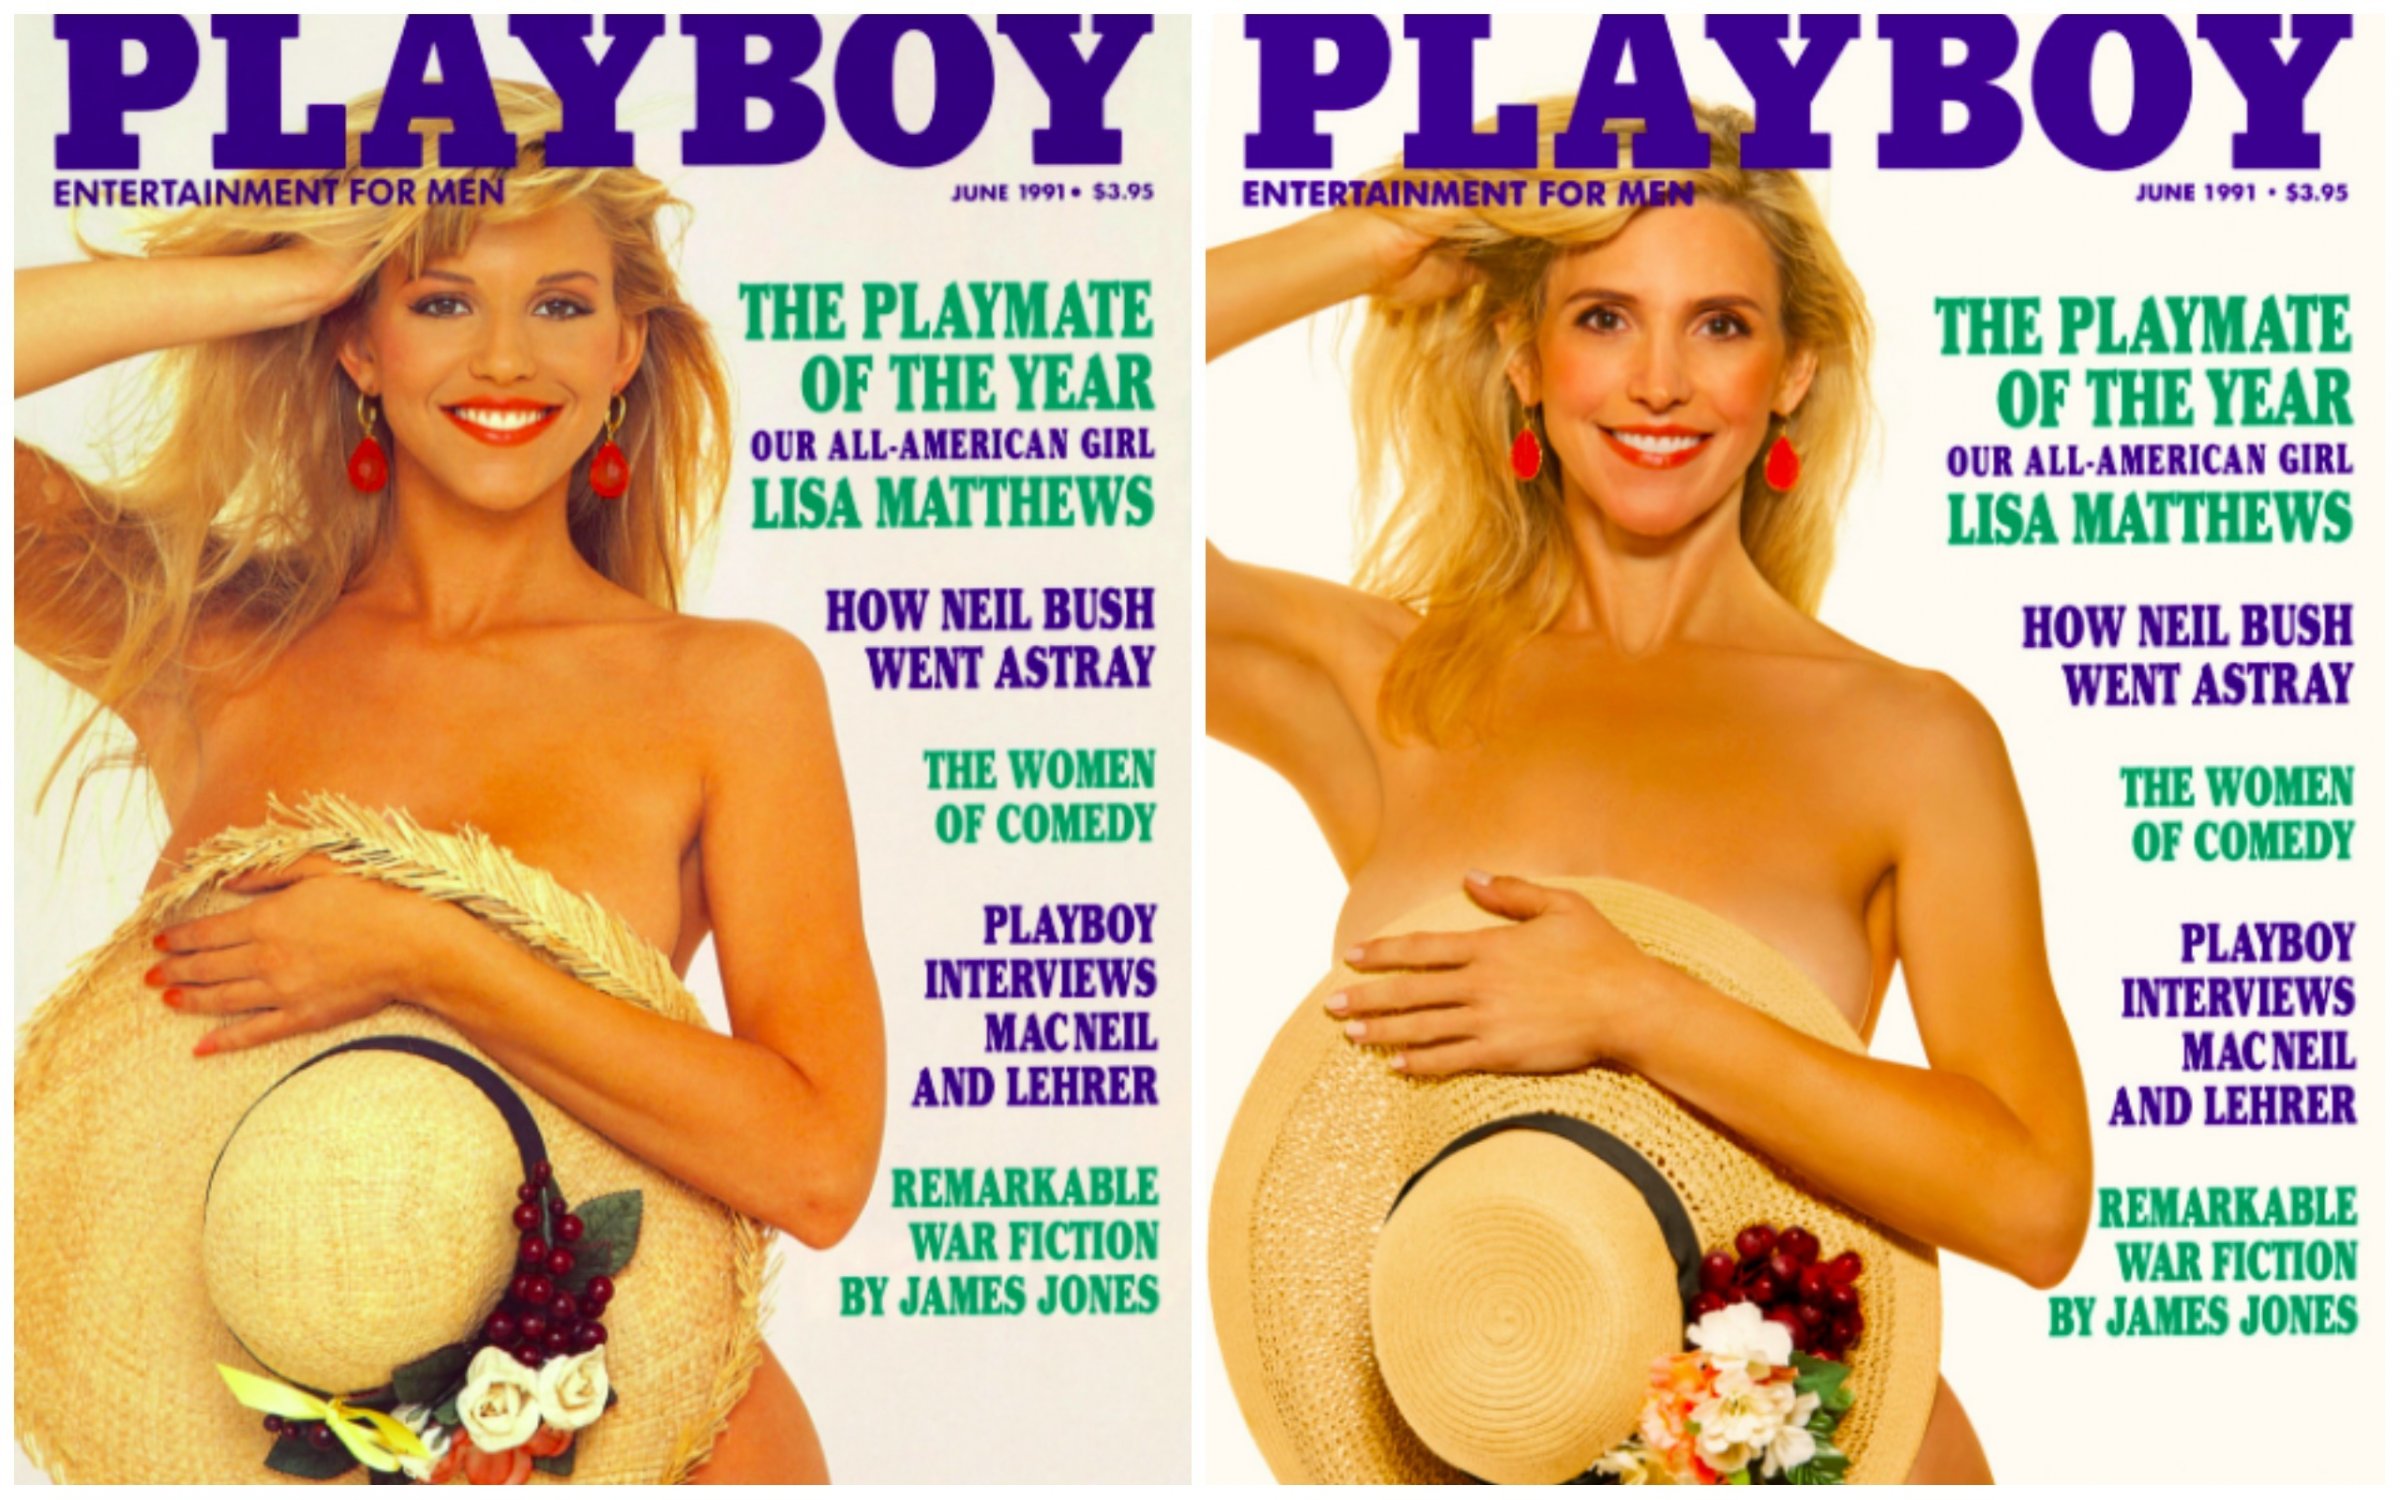 PLAYBOY
ENTERTAINMENT FOR MEN
JUNE 1991 • $3.95
THE PLAYMATE
OF THE YEAR
OUR ALL-AMERICAN GIRL
LISA MATTHEWS
HOW NEIL BUSH
WENT ASTRAY
THE WOMEN
OF COMEDY
PLAYBOY
INTERVIEWS
MACNEIL
AND LEHRER
REMARKABLE
WAR FICTION
BY JAMES JONES
PLAYBOY
ENTERTAINMENT FOR MEN
JUNE 1991 • $3.95
THE PLAYMATE
OF THE YEAR
OUR ALL-AMERICAN GIRL
LISA MATTHEWS
HOW NEIL BUSH
WENT ASTRAY
THE WOMEN
OF COMEDY
PLAYBOY
INTERVIEWS
MACNEIL
AND LEHRER
REMARKABLE
WAR FICTION
BY JAMES JONES